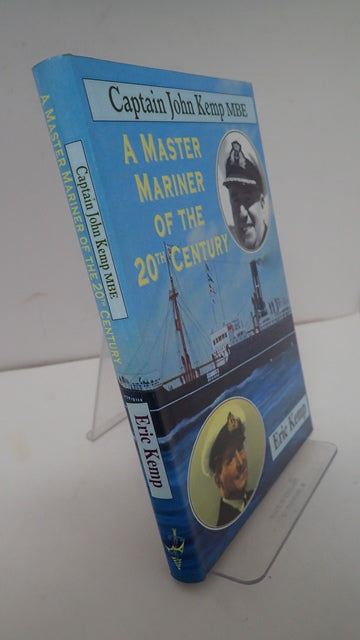 Captain John Kemp MBE
A MASTER
MARINER
OF THE
20TH CENTURY
Eric Kemp
A MASTER MARINER OF THE 20TH CENTURY
Captain John Kemp MBE
Eric Kemp